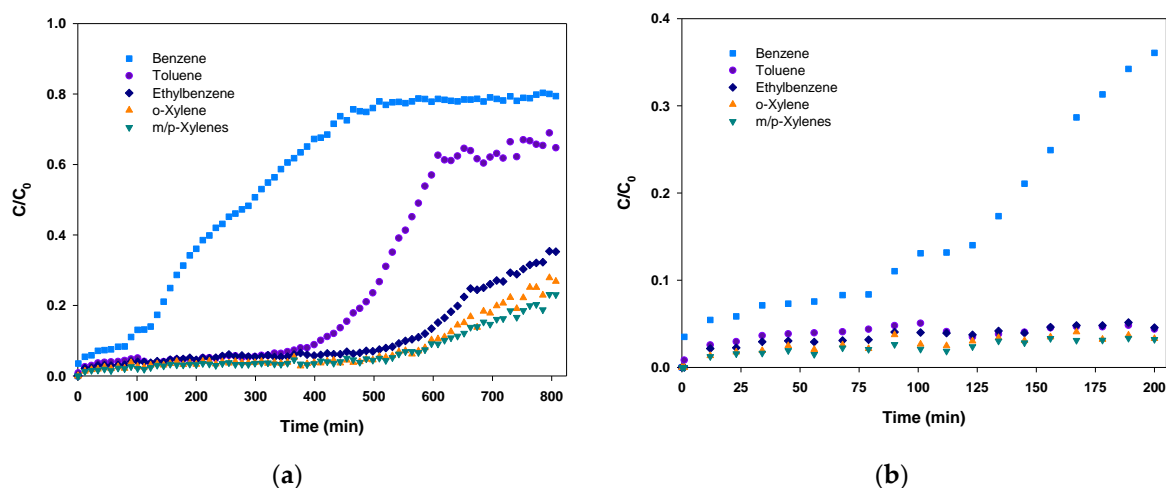 1.0
0.8
0.6
0.4
0.2
0.0
C/C0
Benzene
Toluene
Ethylbenzene
o-Xylene
m/p-Xylenes
0 100 200 300 400 500 600 700 800
Time (min)
(a)
0.4
0.3
0.2
0.1
0.0
C/C0
Benzene
Toluene
Ethylbenzene
o-Xylene
m/p-Xylenes
0 25 50 75 100 125 150 175 200
Time (min)
(b)